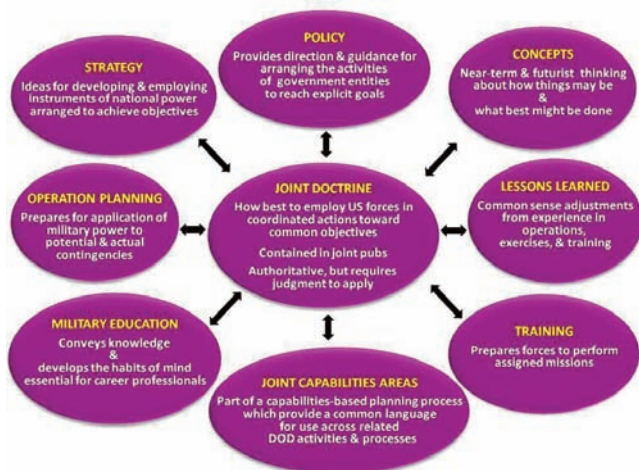 POLICY
Provides direction & guidance for
arranging the activities
of government entities
to reach explicit goals
STRATEGY
Ideas for developing & employing
instruments of national power
arranged to achieve objectives
CONCEPTS
Near-term & futurist thinking
about how things may be
&
what best might be done
OPERATION PLANNING
Prepares for application of
military power to
potential & actual
contingencies
JOINT DOCTRINE
How best to employ US forces in
coordinated actions toward
common objectives
Contained in joint pubs
Authoritative, but requires
judgment to apply
LESSONS LEARNED
Common sense adjustments
from experience in
operations,
exercises, & training
MILITARY EDUCATION
Conveys knowledge
&
develops the habits of mind
essential for career professionals
JOINT CAPABILITIES AREAS
Part of a capabilities-based planning process
which provide a common language
for use across related
DOD activities & processes
TRAINING
Prepares forces to perform
assigned missions